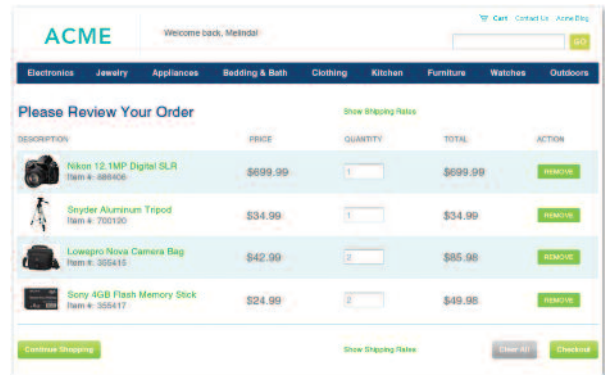 Cart Contact Us Acme Blog
ACME
Welcome back, Melinda!
GO
Electronics Jewelry Appliances Bedding & Bath Clothing Kitchen Furniture Watches Outdoors
Please Review Your Order
Show Shipping Rates
DESCRIPTION PRICE QUANTITY TOTAL ACTION
Nikon 12.1MP Digital SLR
$699.99 1 $699.99 REMOVE
Item #: 886406
Snyder Aluminum Tripod
$34.99 1 $34.99 REMOVE
Item #: 700120
Lowepro Nova Camera Bag
$42.99 2 $85.98 REMOVE
Item #: 355415
Sony 4GB Flash Memory Stick
$24.99 2 $49.98 REMOVE
Item #: 355417
Continue Shopping Show Shipping Rates Clear All Checkout